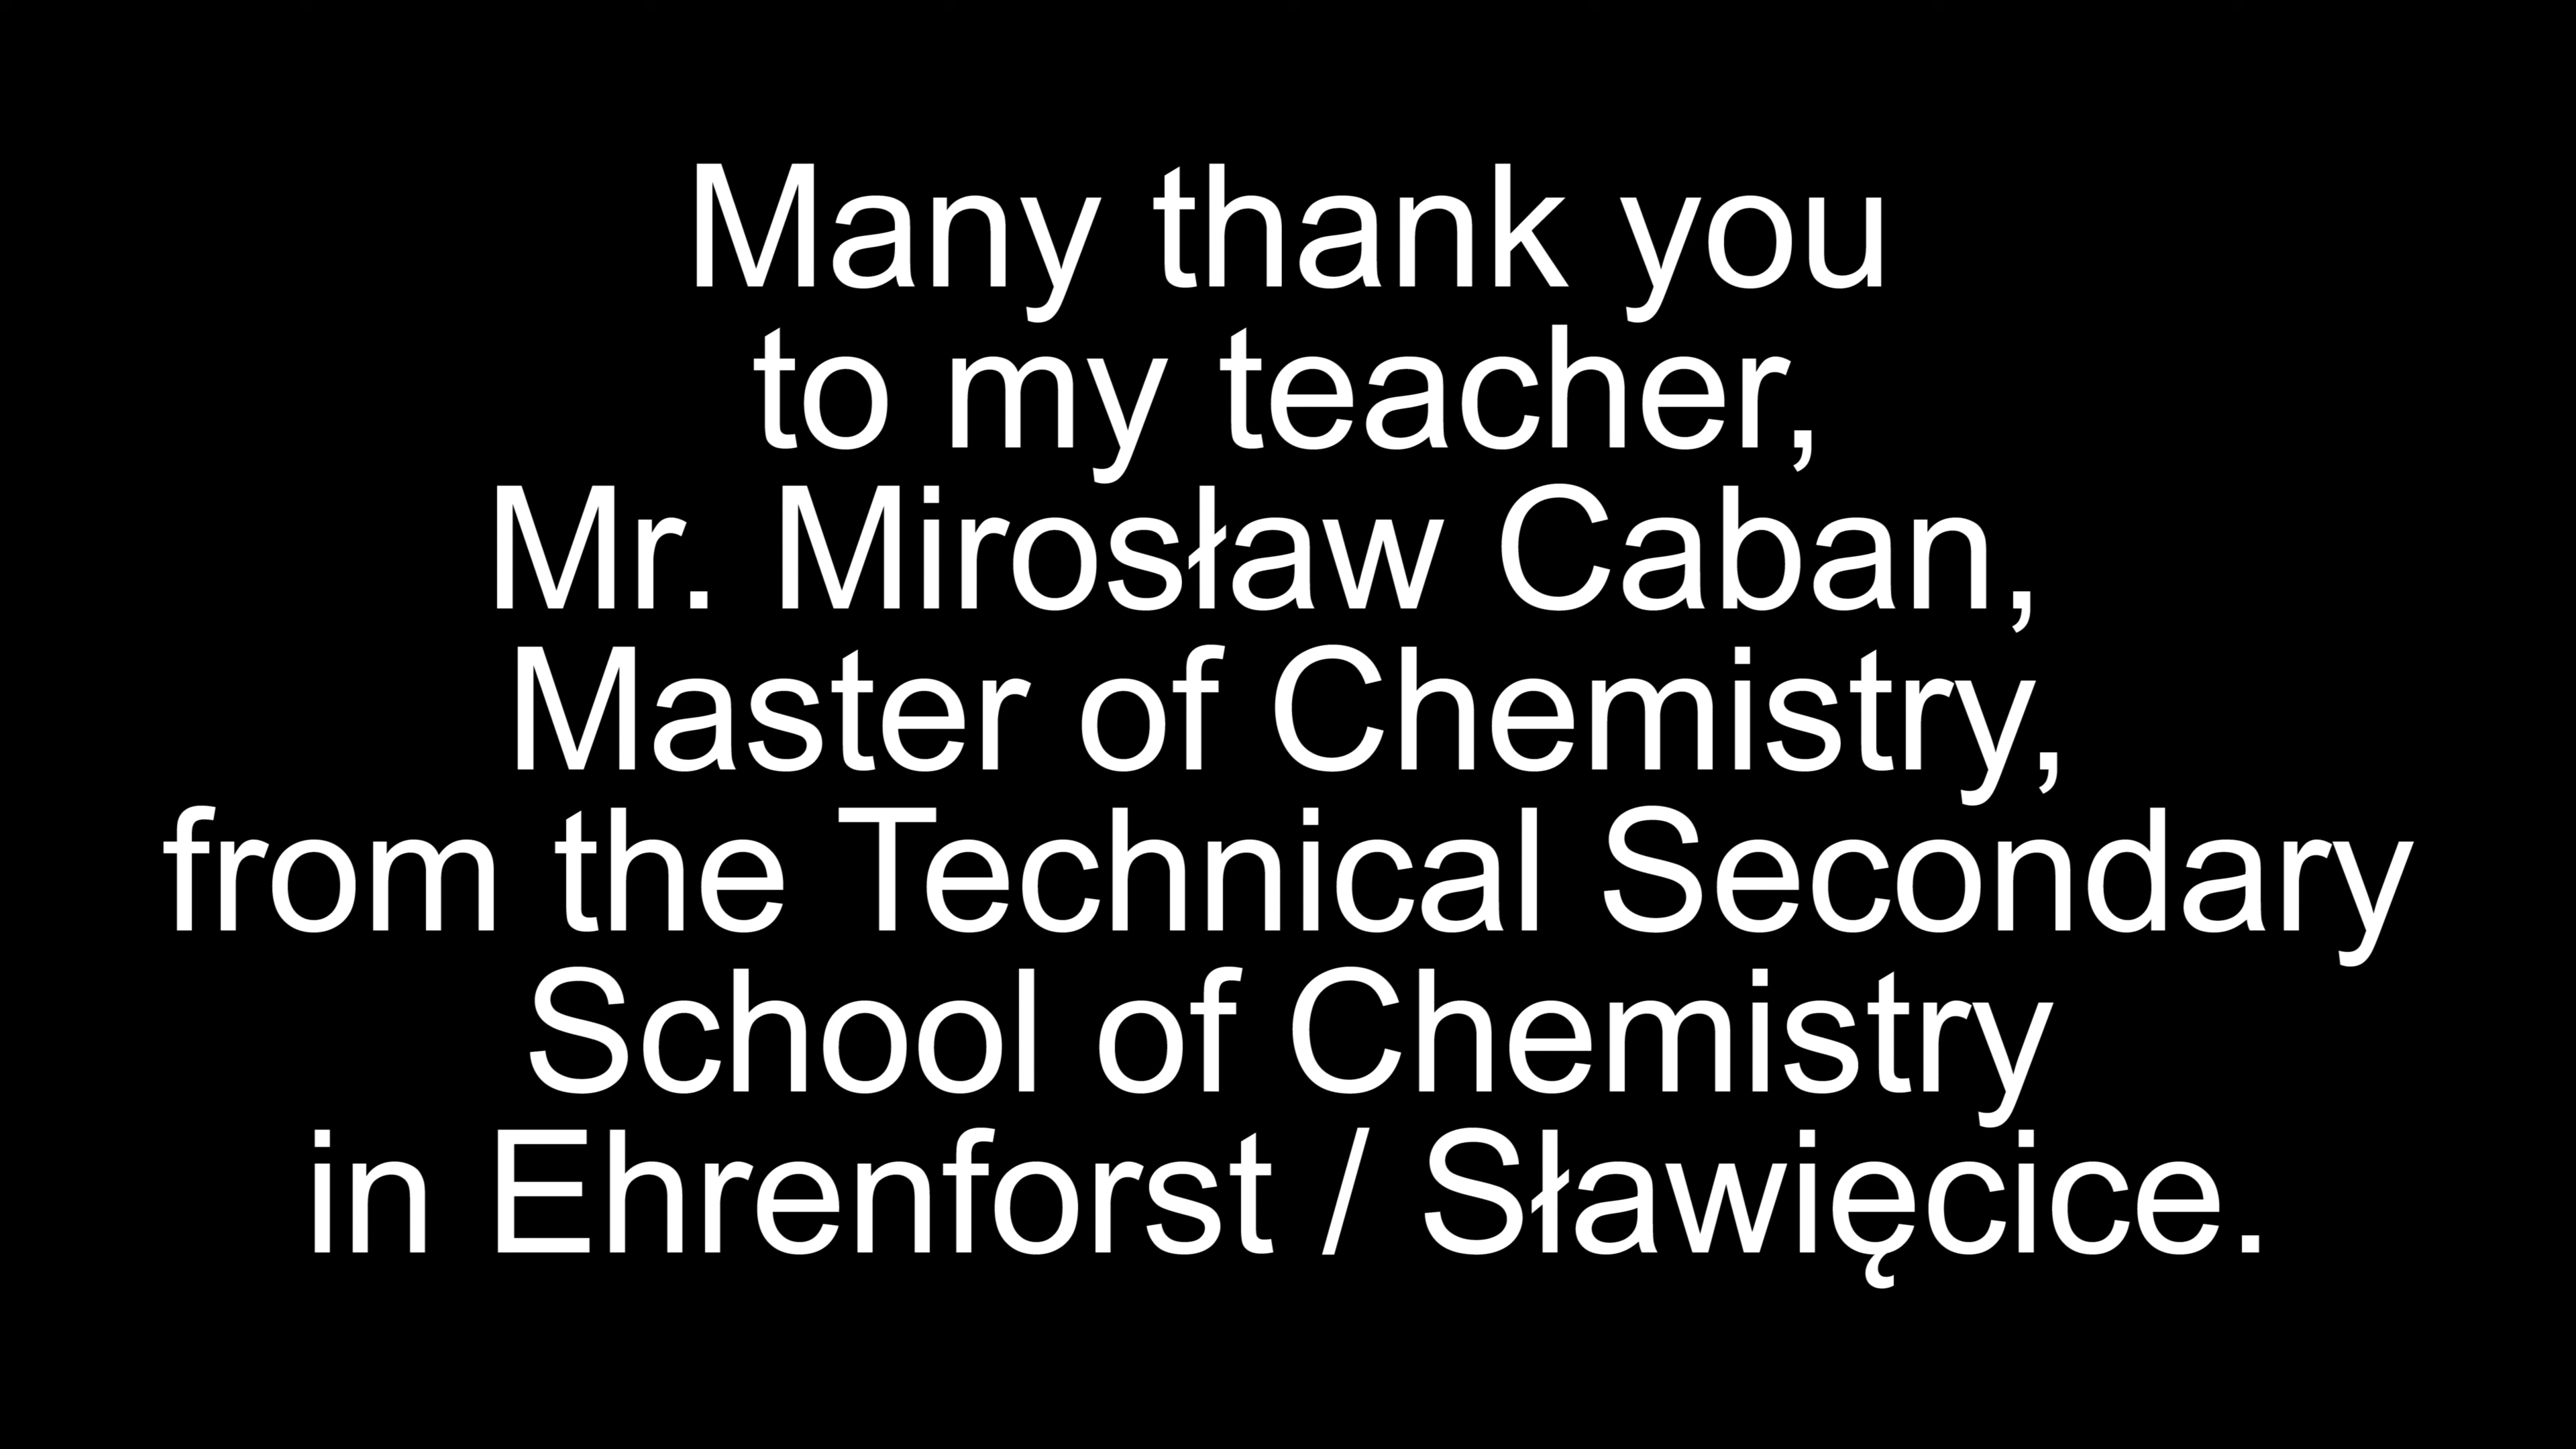 Many thank you
to my teacher,
Mr. Mirosław Caban,
Master of Chemistry,
from the Technical Secondary
School of Chemistry
in Ehrenforst / Sławięcice.